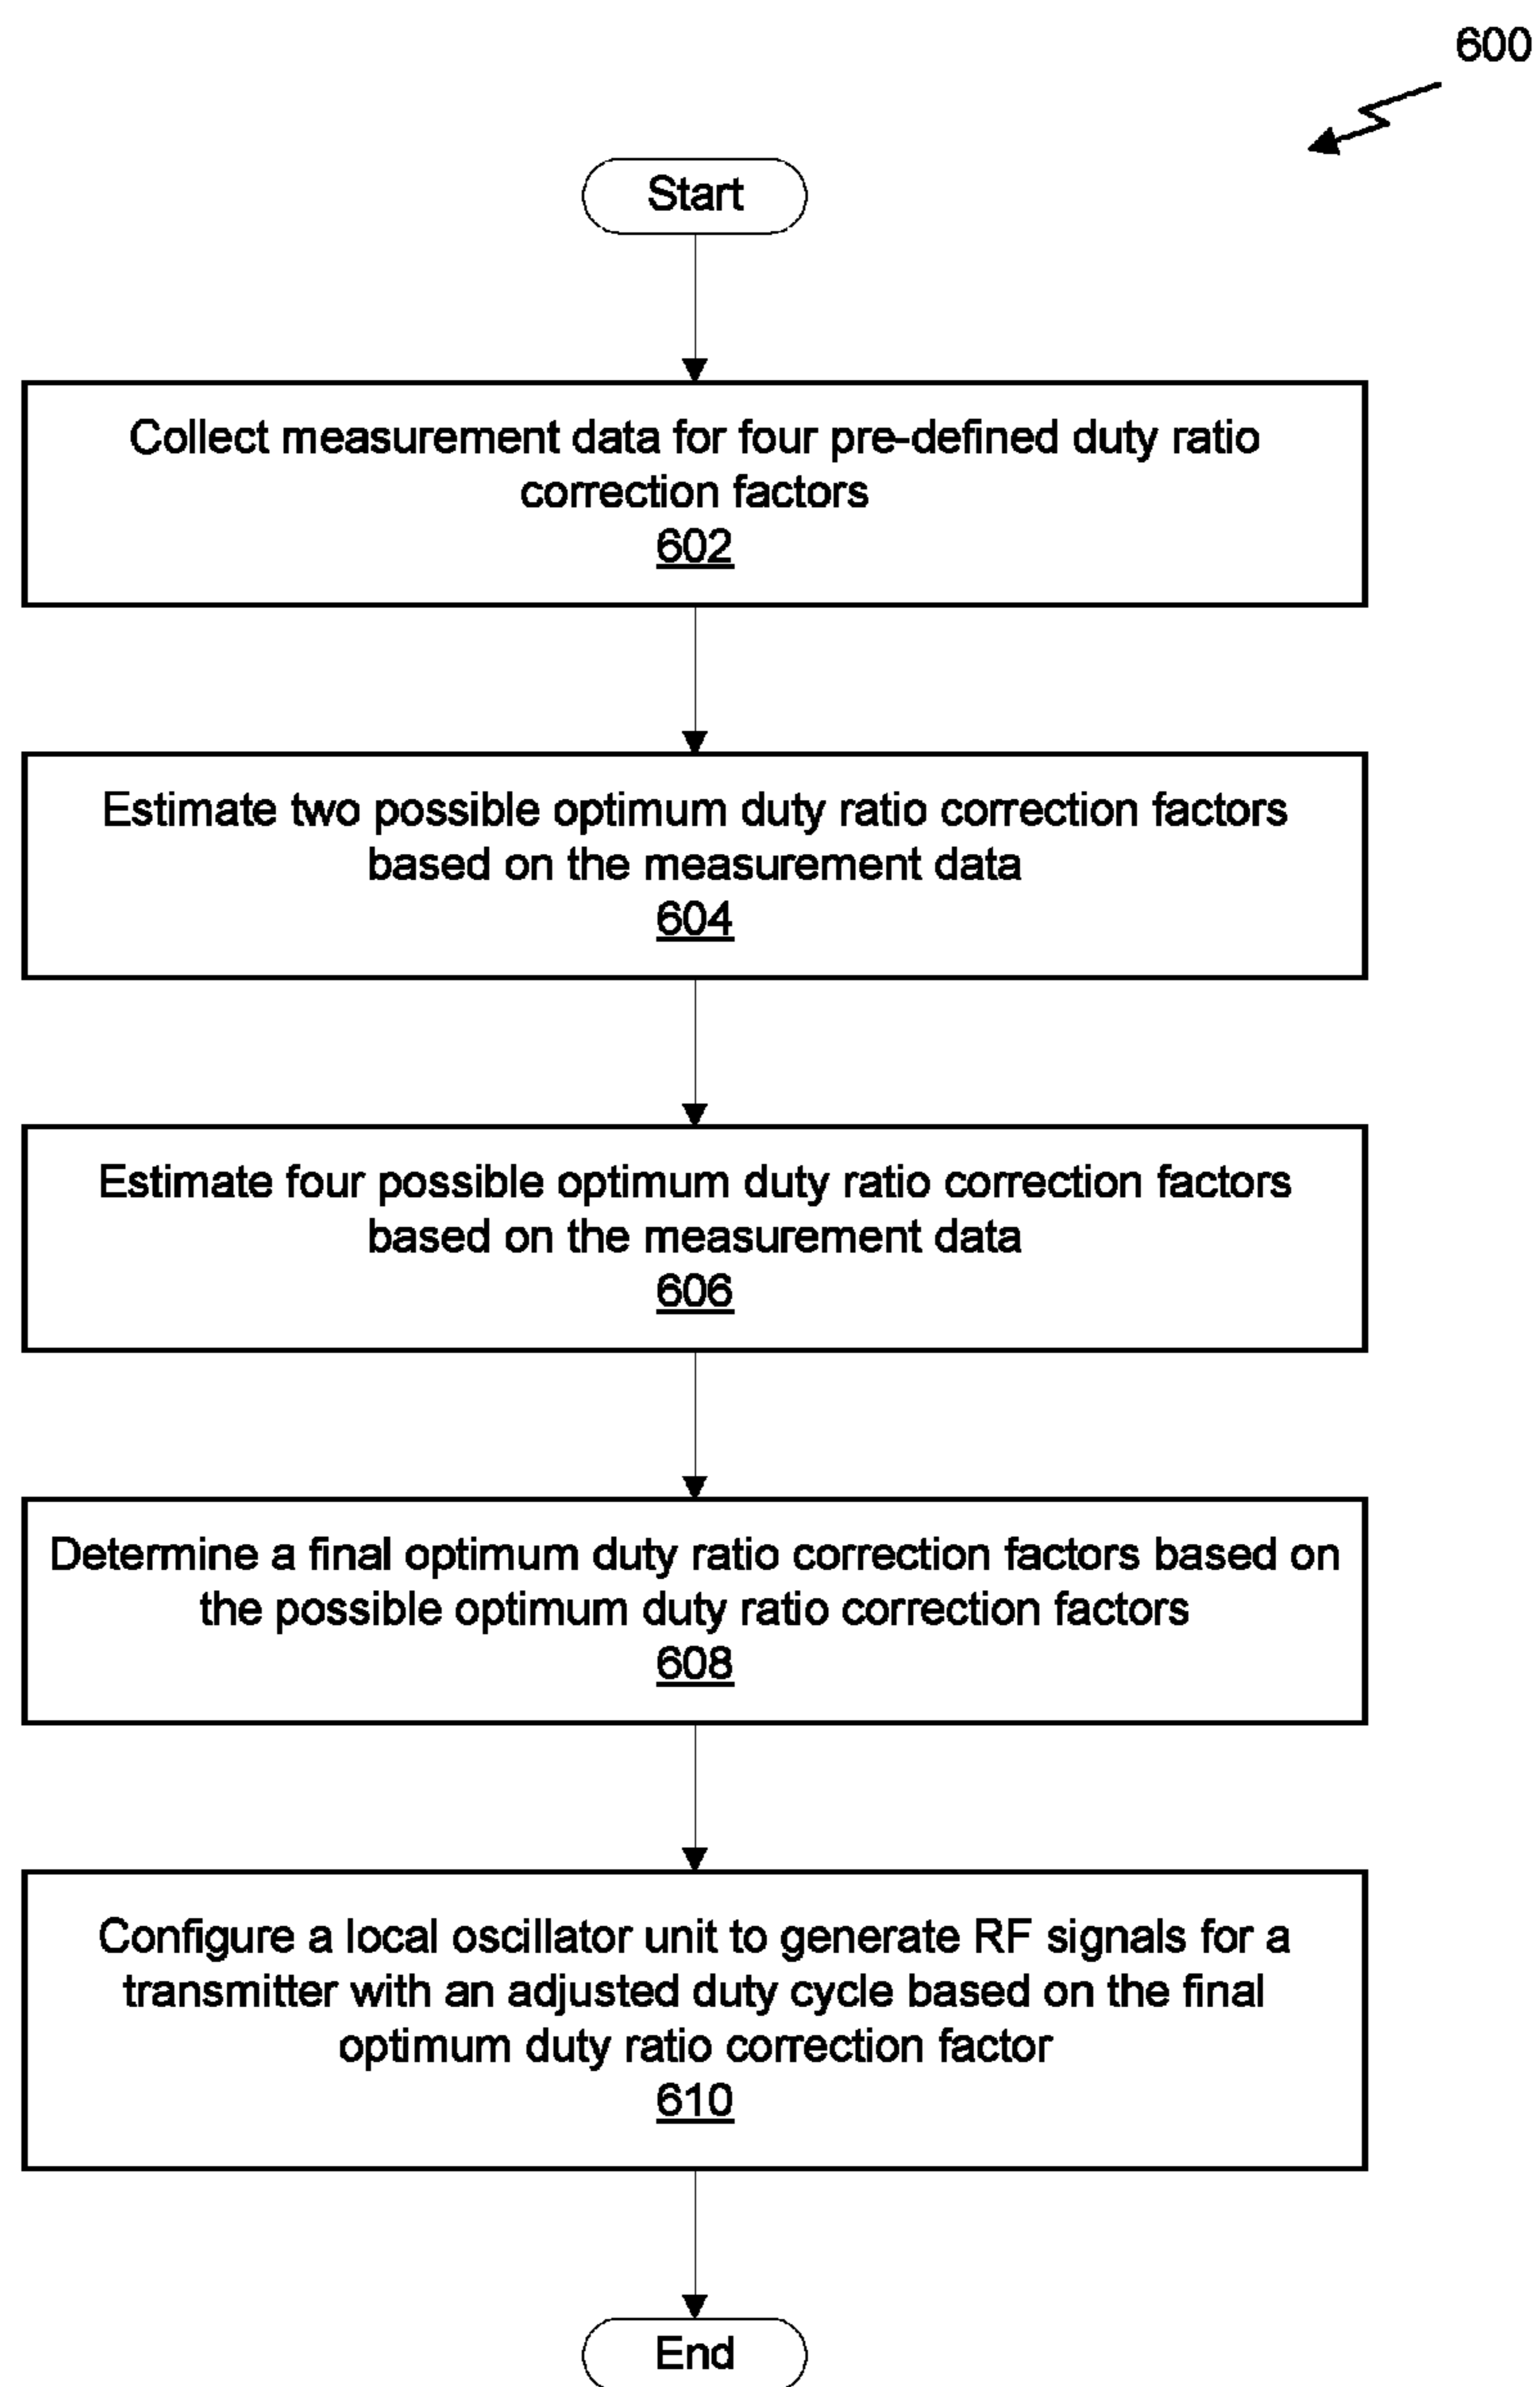 600
Start
Collect measurement data for four pre-defined duty ratio
correction factors
602
Estimate two possible optimum duty ratio correction factors
based on the measurement data
604
Estimate four possible optimum duty ratio correction factors
based on the measurement data
606
Determine a final optimum duty ratio correction factors based on
the possible optimum duty ratio correction factors
608
Configure a local oscillator unit to generate RF signals for a
transmitter with an adjusted duty cycle based on the final
optimum duty ratio correction factor
610
End